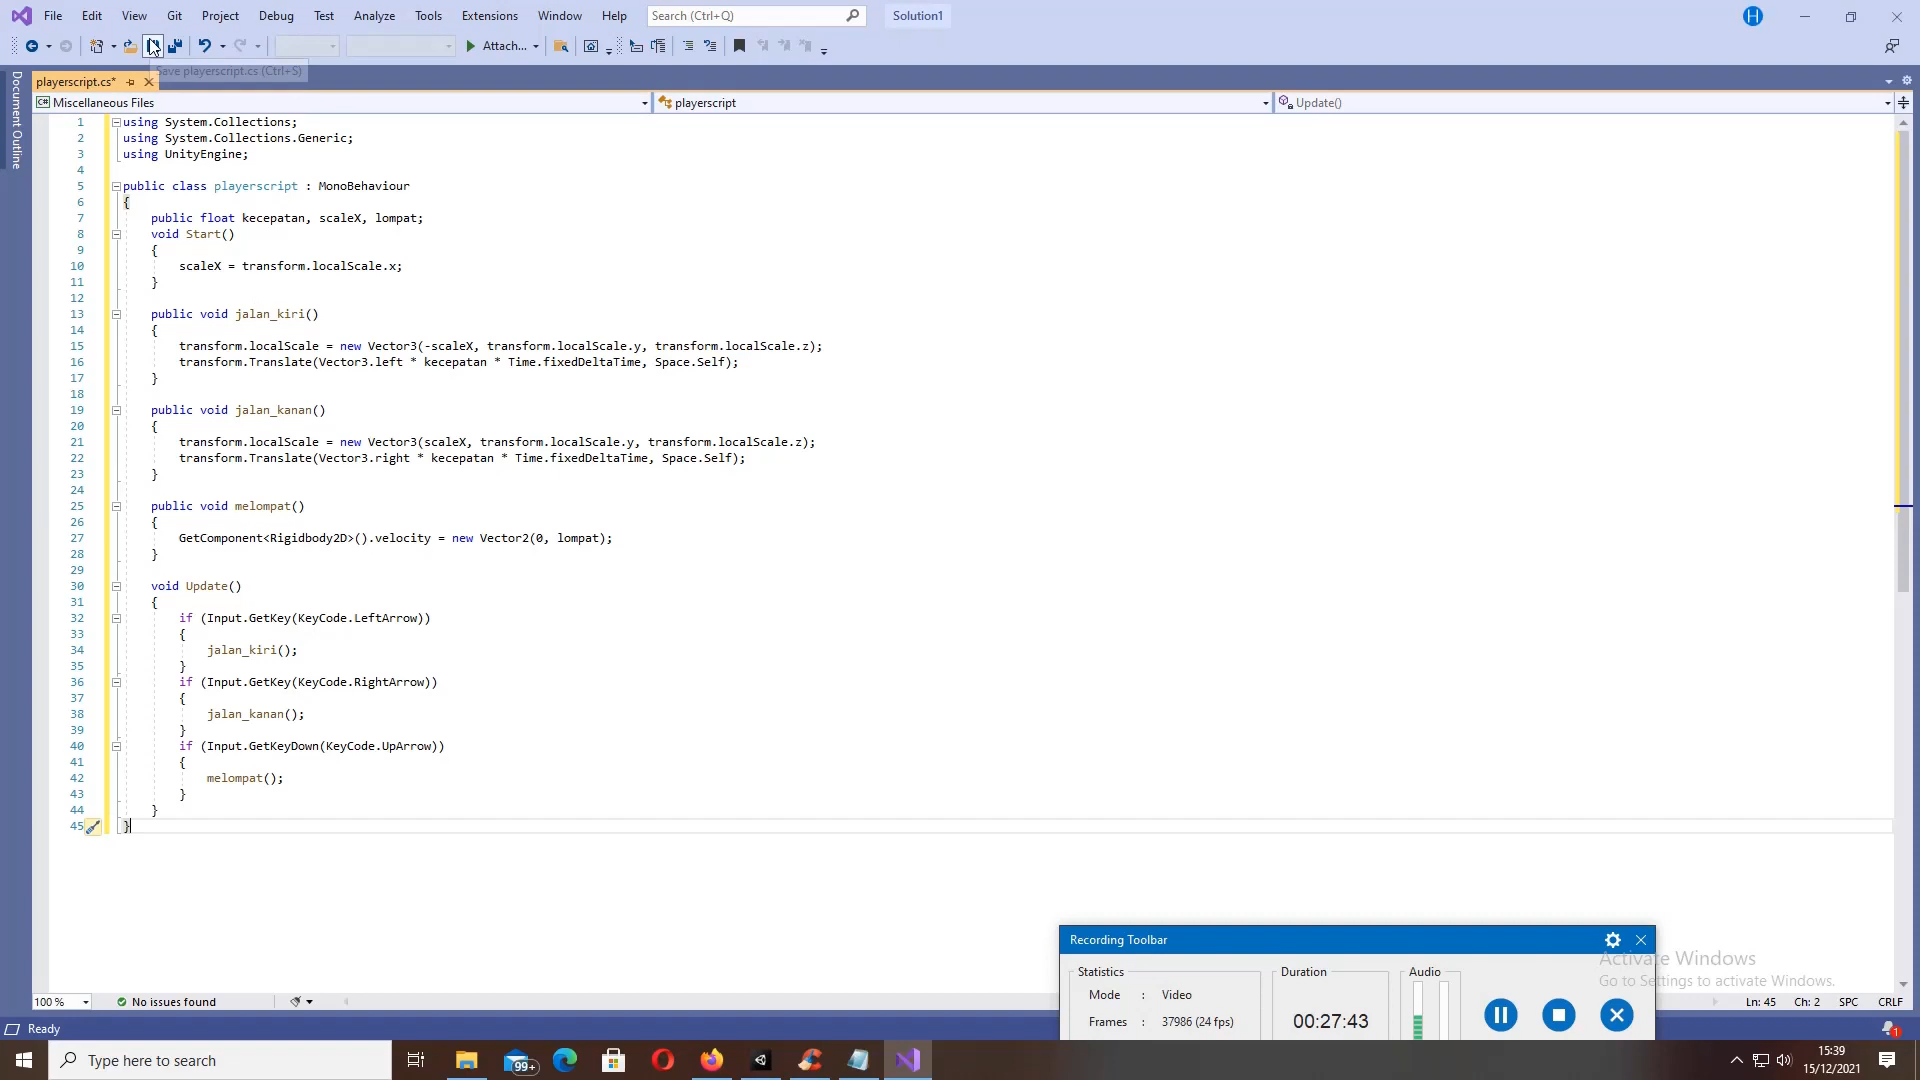 File Edit View Git Project Debug Test Analyze Tools Extensions Window Help Search (Ctrl+Q) Solution1 H
Attach...
Save playerscript.cs (Ctrl+S)
Document Outline
playerscript.cs*
C# Miscellaneous Files playerscript Update()
1 using System.Collections;
2 using System.Collections.Generic;
3 using UnityEngine;
4
5 public class playerscript : MonoBehaviour
6 {
7 public float kecepatan, scaleX, lompat;
8 void Start()
9 {
10 scaleX = transform.localScale.x;
11 }
12
13 public void jalan_kiri()
14 {
15 transform.localScale = new Vector3(-scaleX, transform.localScale.y, transform.localScale.z);
16 transform.Translate(Vector3.left * kecepatan * Time.fixedDeltaTime, Space.Self);
17 }
18
19 public void jalan_kanan()
20 {
21 transform.localScale = new Vector3(scaleX, transform.localScale.y, transform.localScale.z);
22 transform.Translate(Vector3.right * kecepatan * Time.fixedDeltaTime, Space.Self);
23 }
24
25 public void melompat()
26 {
27 GetComponent<Rigidbody2D>().velocity = new Vector2(0, lompat);
28 }
29
30 void Update()
31 {
32 if (Input.GetKey(KeyCode.LeftArrow))
33 {
34 jalan_kiri();
35 }
36 if (Input.GetKey(KeyCode.RightArrow))
37 {
38 jalan_kanan();
39 }
40 if (Input.GetKeyDown(KeyCode.UpArrow))
41 {
42 melompat();
43 }
44 }
45 }
Recording Toolbar
Statistics Duration Audio
Mode : Video
Frames : 37986 (24 fps)
00:27:43
Activate Windows
Go to Settings to activate Windows.
100 % No issues found Ln: 45 Ch: 2 SPC CRLF
Ready 1
Type here to search 99+ 15:39
15/12/2021